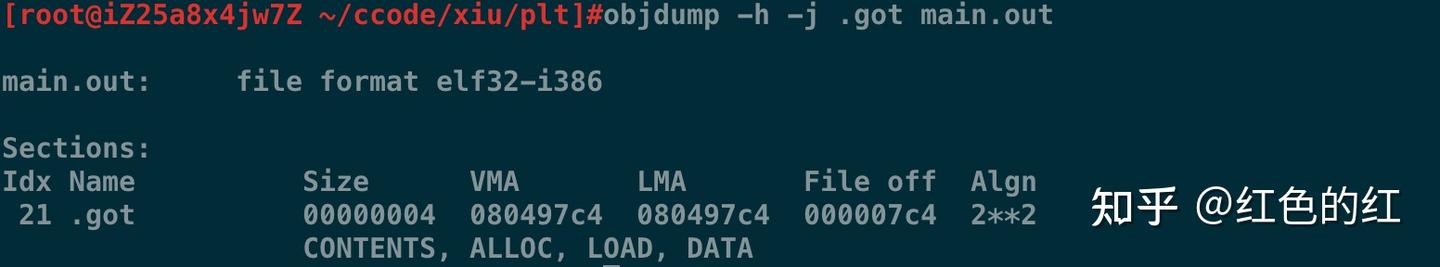 [root@iZ25a8x4jw7Z ~/ccode/xiu/plt]#objdump -h -j .got main.out
main.out:     file format elf32-i386
Sections:
Idx Name          Size      VMA       LMA       File off  Algn
 21 .got          00000004  080497c4  080497c4  000007c4  2**2
                  CONTENTS, ALLOC, LOAD, DATA
知乎 @红色的红